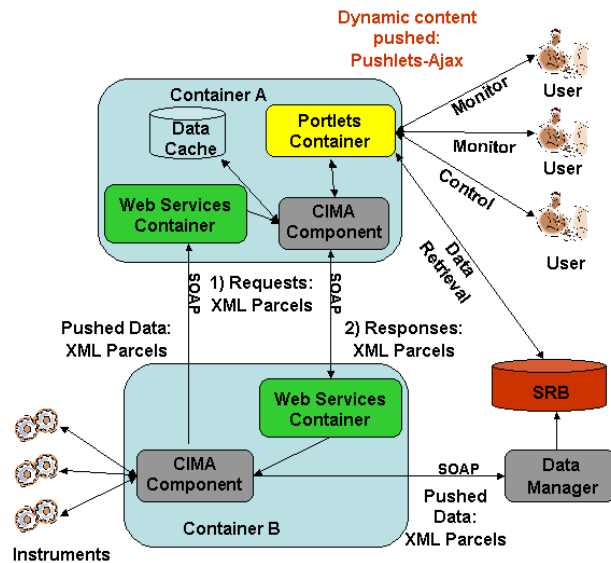 Dynamic content
pushed:
Pushlets-Ajax
User
User
User
Monitor
Monitor
Control
Container A
Data
Cache
Portlets
Container
Web Services
Container
CIMA
Component
Data
Retrieval
SOAP
1) Requests:
XML Parcels
SOAP
Pushed Data:
XML Parcels
2) Responses:
XML Parcels
SRB
Web Services
Container
CIMA
Component
SOAP
Data
Manager
Pushed
Data:
XML Parcels
Container B
Instruments